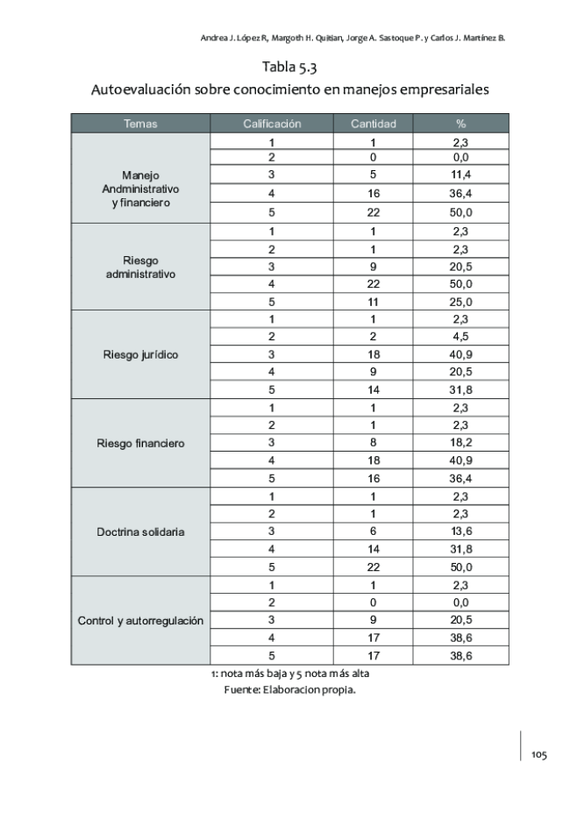 Andrea J. López R, Margoth H. Quitian, Jorge A. Sastoque P. y Carlos J. Martínez B.
Tabla 5.3
Autoevaluación sobre conocimiento en manejos empresariales
Temas Calificación Cantidad %
Manejo
Andministrativo
y financiero
1 1 2,3
2 0 0,0
3 5 11,4
4 16 36,4
5 22 50,0
Riesgo
administrativo
1 1 2,3
2 1 2,3
3 9 20,5
4 22 50,0
5 11 25,0
Riesgo jurídico
1 1 2,3
2 2 4,5
3 18 40,9
4 9 20,5
5 14 31,8
Riesgo financiero
1 1 2,3
2 1 2,3
3 8 18,2
4 18 40,9
5 16 36,4
Doctrina solidaria
1 1 2,3
2 1 2,3
3 6 13,6
4 14 31,8
5 22 50,0
Control y autorregulación
1 1 2,3
2 0 0,0
3 9 20,5
4 17 38,6
5 17 38,6
1: nota más baja y 5 nota más alta
Fuente: Elaboracion propia.
105